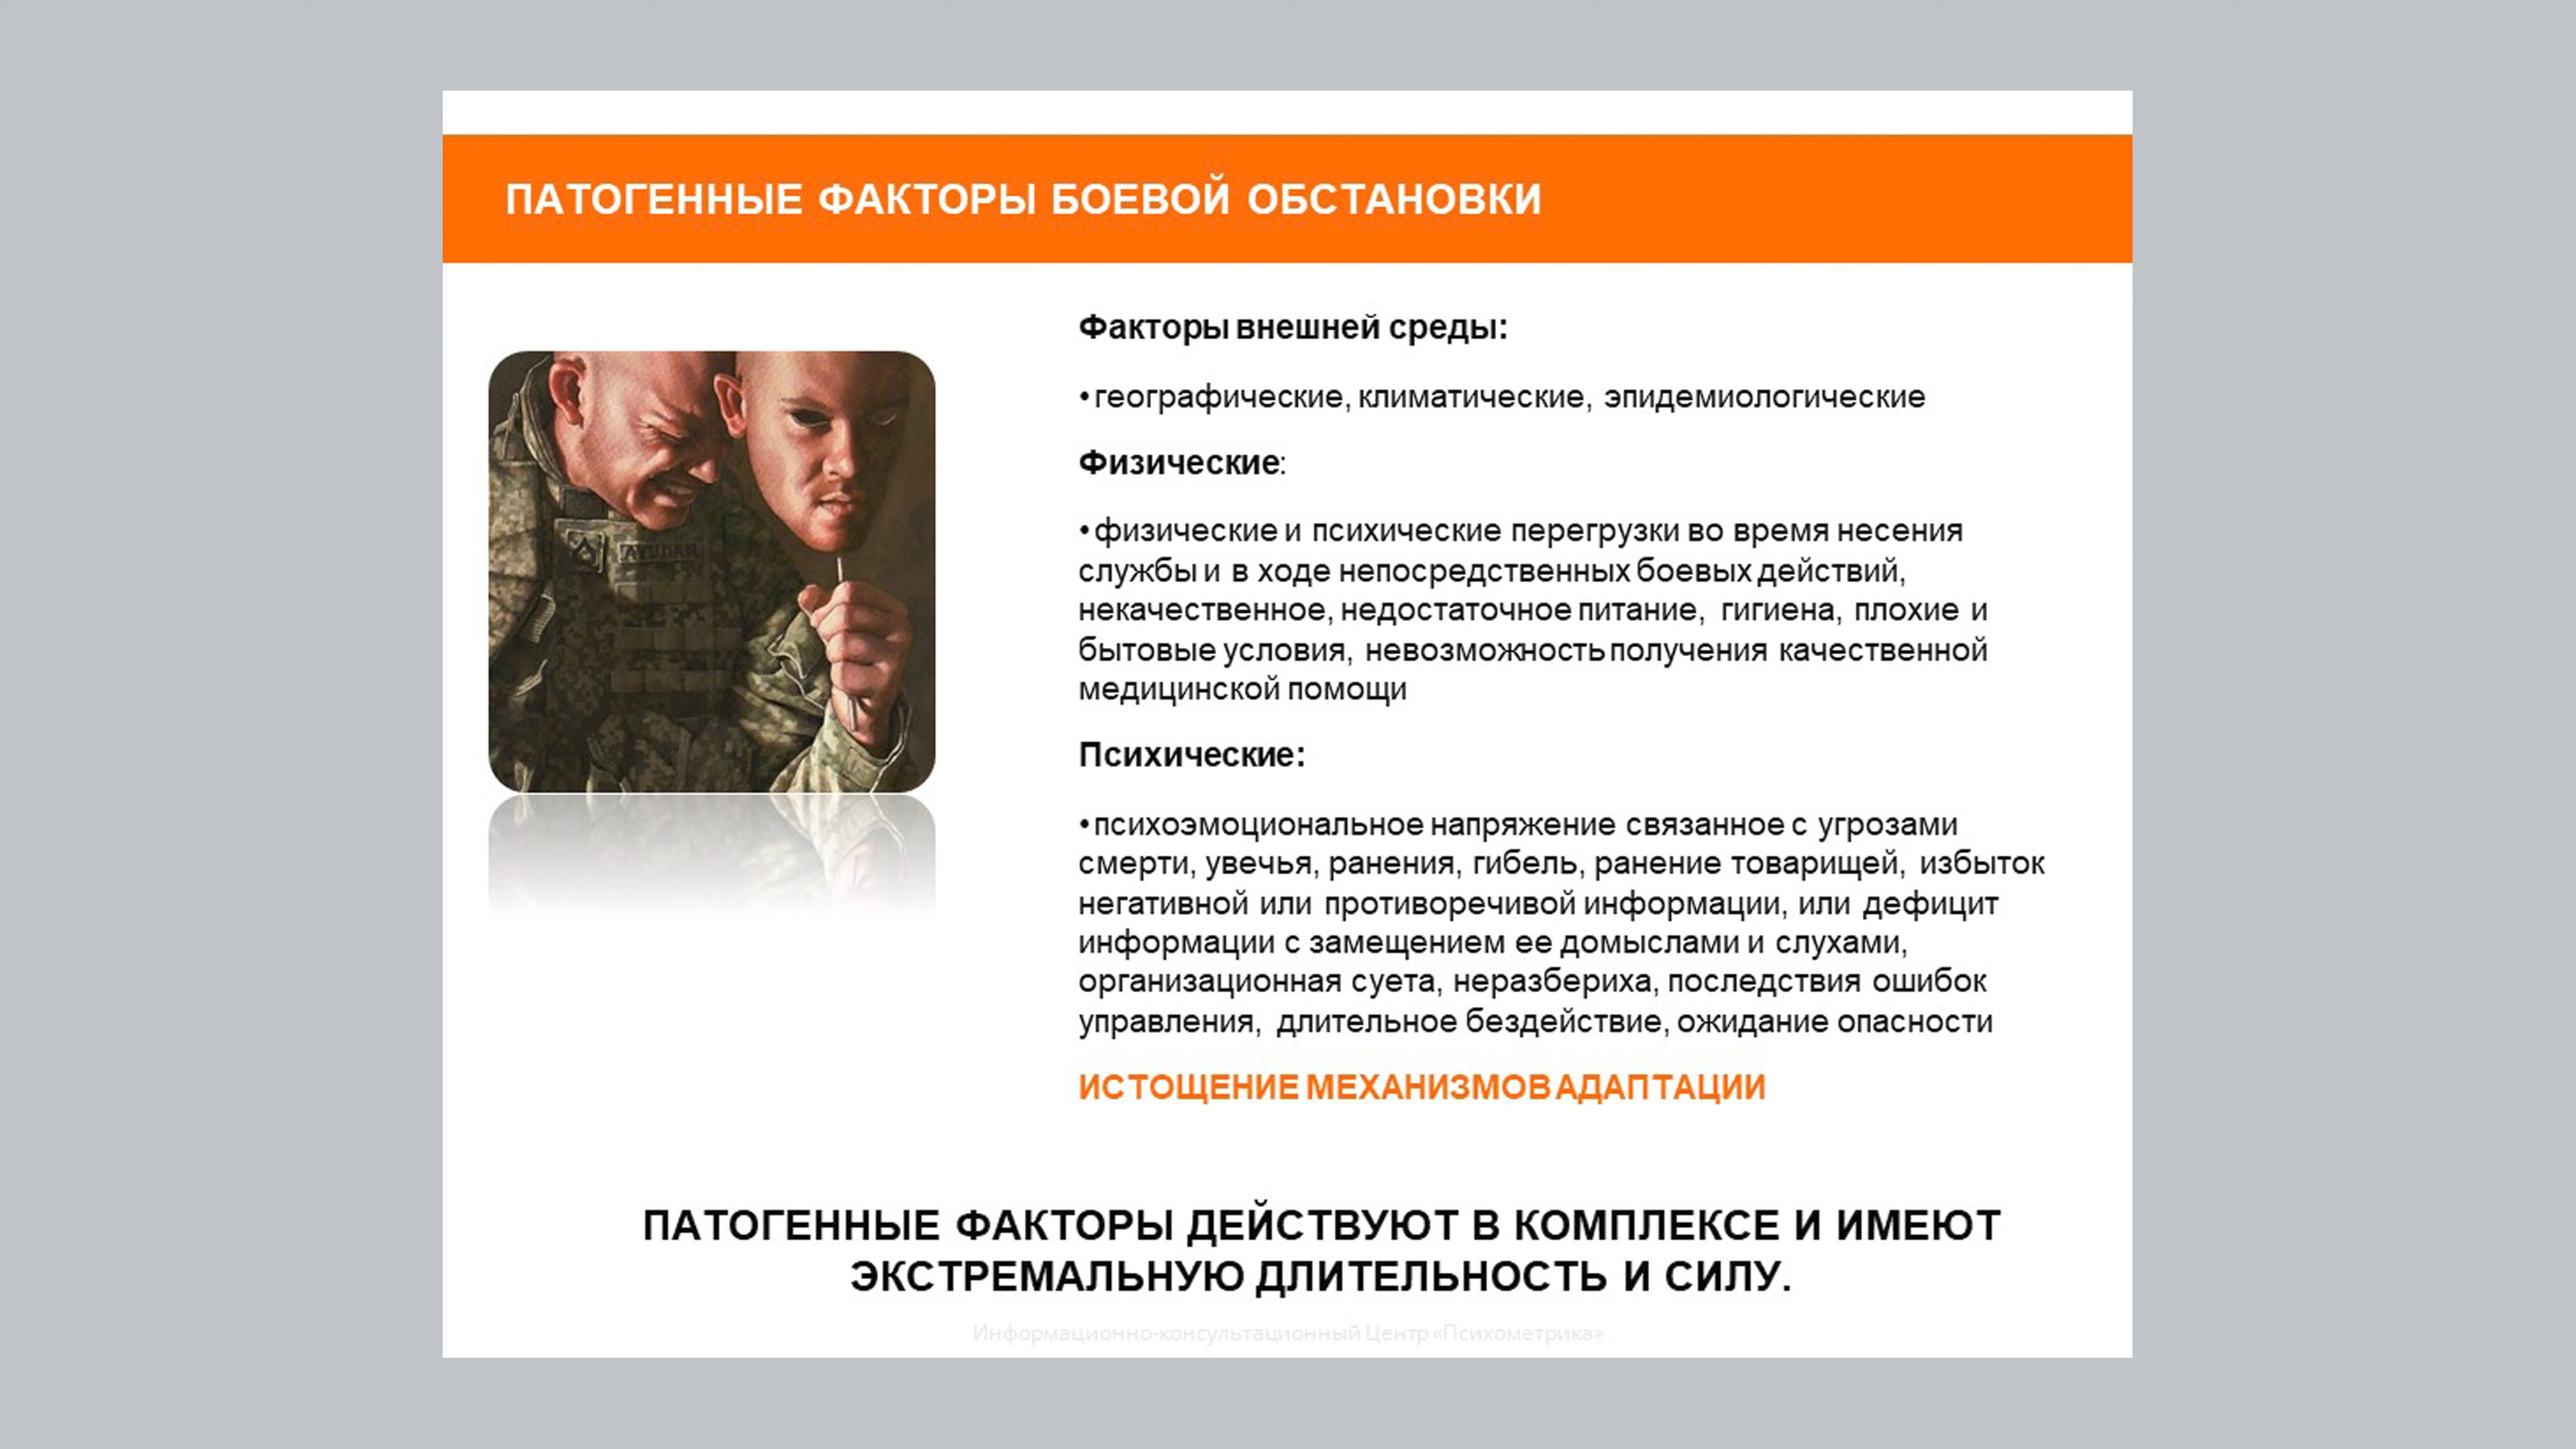 ПАТОГЕННЫЕ ФАКТОРЫ БОЕВОЙ ОБСТАНОВКИ
Факторы внешней среды:
• географические, климатические, эпидемиологические
Физические:
• физические и психические перегрузки во время несения
службы и в ходе непосредственных боевых действий,
некачественное, недостаточное питание, гигиена, плохие и
бытовые условия, невозможность получения качественной
медицинской помощи
Психические:
• психоэмоциональное напряжение связанное с угрозами
смерти, увечья, ранения, гибель, ранение товарищей, избыток
негативной или противоречивой информации, или дефицит
информации с замещением ее домыслами и слухами,
организационная суета, неразбериха, последствия ошибок
управления, длительное бездействие, ожидание опасности
ИСТОЩЕНИЕ МЕХАНИЗМОВ АДАПТАЦИИ
ПАТОГЕННЫЕ ФАКТОРЫ ДЕЙСТВУЮТ В КОМПЛЕКСЕ И ИМЕЮТ
ЭКСТРЕМАЛЬНУЮ ДЛИТЕЛЬНОСТЬ И СИЛУ.
Информационно-консультационный Центр «Психометрика»